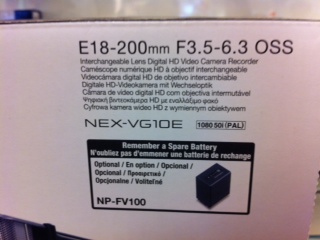 E18-200mm F3.5-6.3 OSS
Interchangeable Lens Digital HD Video Camera Recorder
Caméscope numérique HD à objectif interchangeable
Videocámara digital HD de objetivo intercambiable
Digitale HD-Videokamera mit Wechseloptik
Câmara de vídeo digital HD com objectiva intermutável
Ψηφιακή βιντεοκάμερα HD με εναλλάξιμο φακό
Cyfrowa kamera wideo HD z wymiennym obiektywem
NEX-VG10E 1080 50i (PAL)
Remember a Spare Battery
N'oubliez pas d'emmener une batterie de rechange
Optional / En option / Opcional /
Opcional / Προαιρετικό /
Opcjonalne / Volitelné
NP-FV100